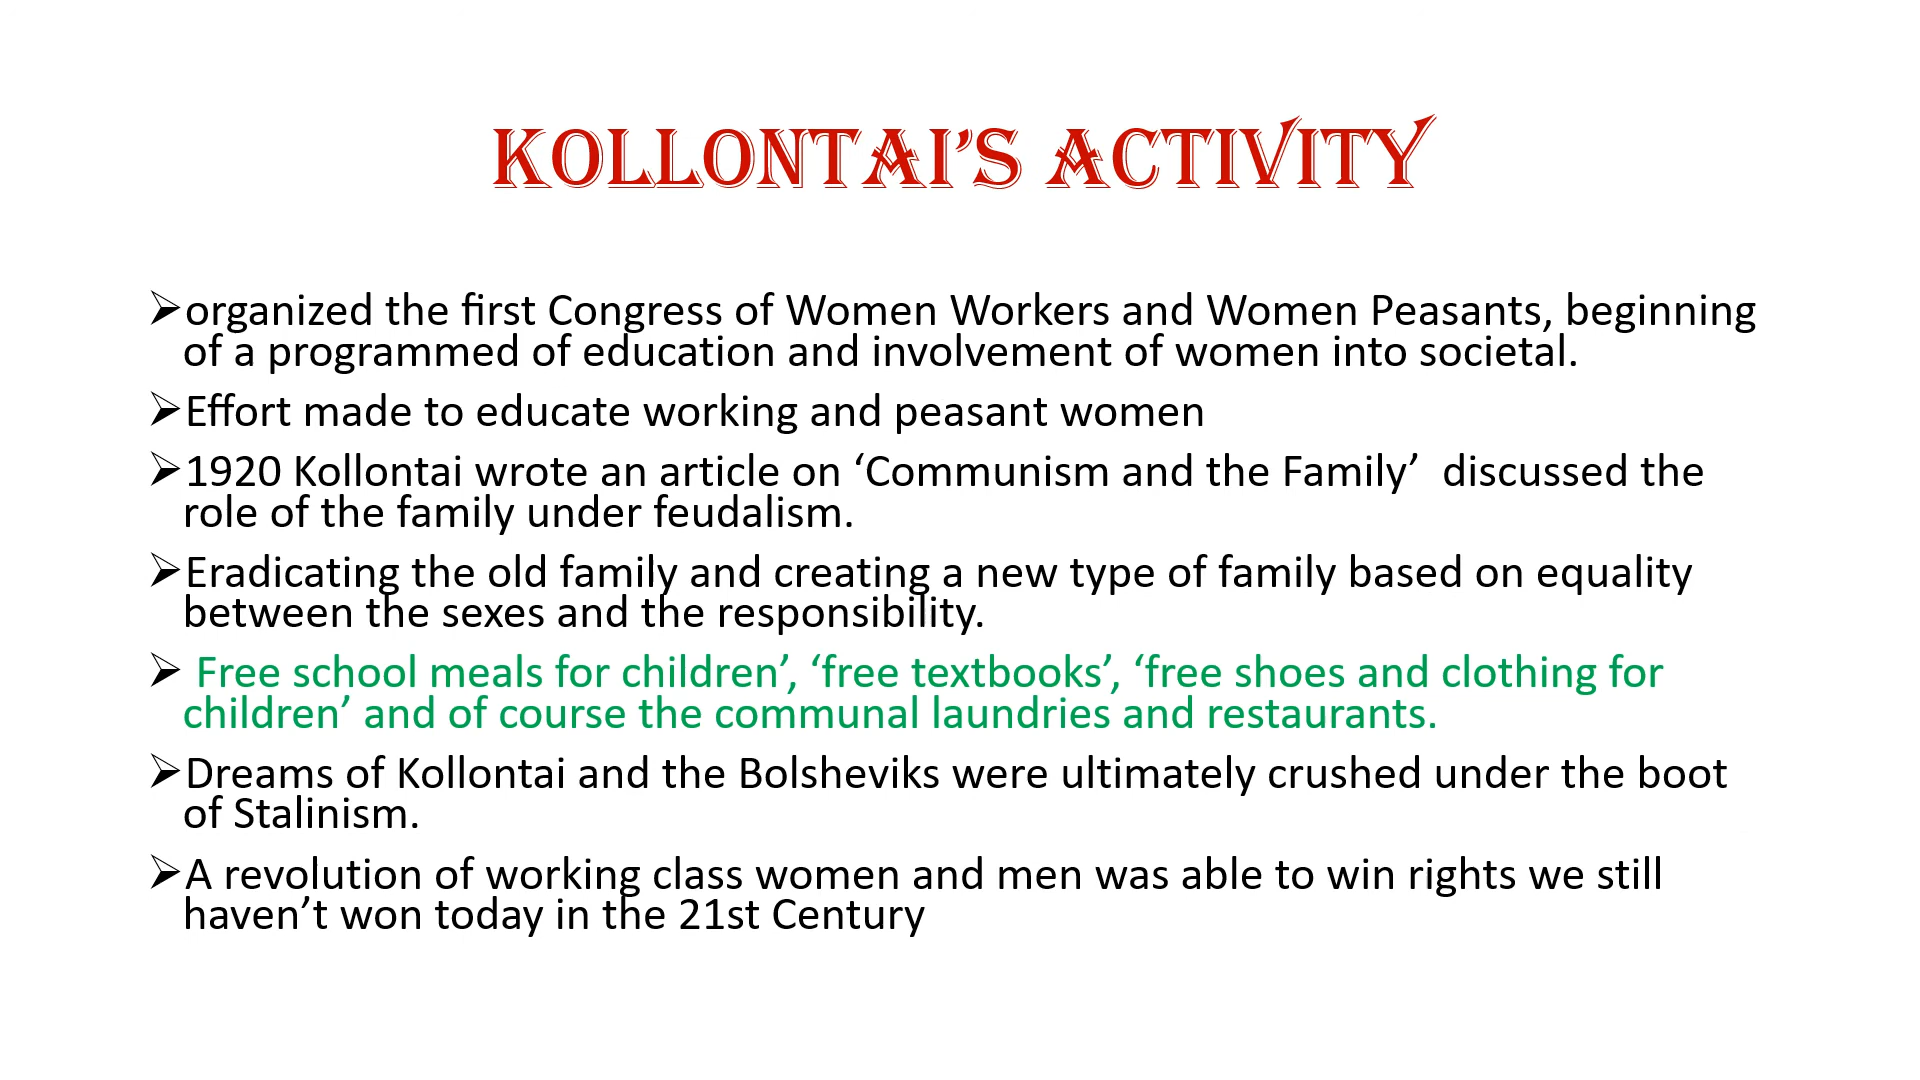 KOLLONTAI’S ACTIVITY
➢organized the first Congress of Women Workers and Women Peasants, beginning
of a programmed of education and involvement of women into societal.
➢Effort made to educate working and peasant women
➢1920 Kollontai wrote an article on ‘Communism and the Family’  discussed the
role of the family under feudalism.
➢Eradicating the old family and creating a new type of family based on equality
between the sexes and the responsibility.
➢ Free school meals for children’, ‘free textbooks’, ‘free shoes and clothing for
children’ and of course the communal laundries and restaurants.
➢Dreams of Kollontai and the Bolsheviks were ultimately crushed under the boot
of Stalinism.
➢A revolution of working class women and men was able to win rights we still
haven’t won today in the 21st Century